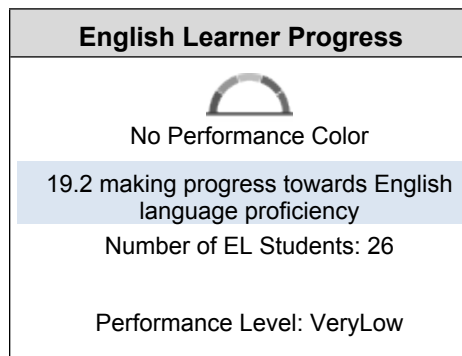 English Learner Progress
No Performance Color
19.2 making progress towards English
language proficiency
Number of EL Students: 26
Performance Level: VeryLow